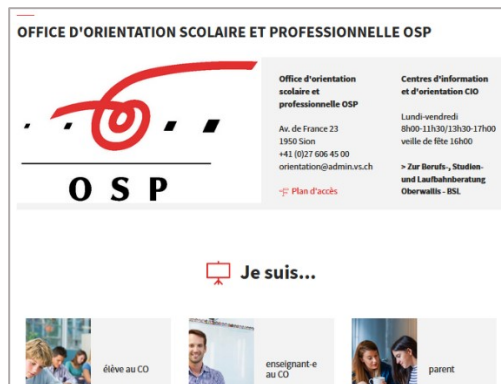 OFFICE D'ORIENTATION SCOLAIRE ET PROFESSIONNELLE OSP
O S P
Office d'orientation
scolaire et
professionnelle OSP
Av. de France 23
1950 Sion
+41 (0)27 606 45 00
orientation@admin.vs.ch
Plan d'accès
Centres d'information
et d'orientation CIO
Lundi-vendredi
8h00-11h30/13h30-17h00
veille de fête 16h00
> Zur Berufs-, Studien-
und Laufbahnberatung
Oberwallis - BSL
Je suis...
élève au CO
enseignant-e
au CO
parent